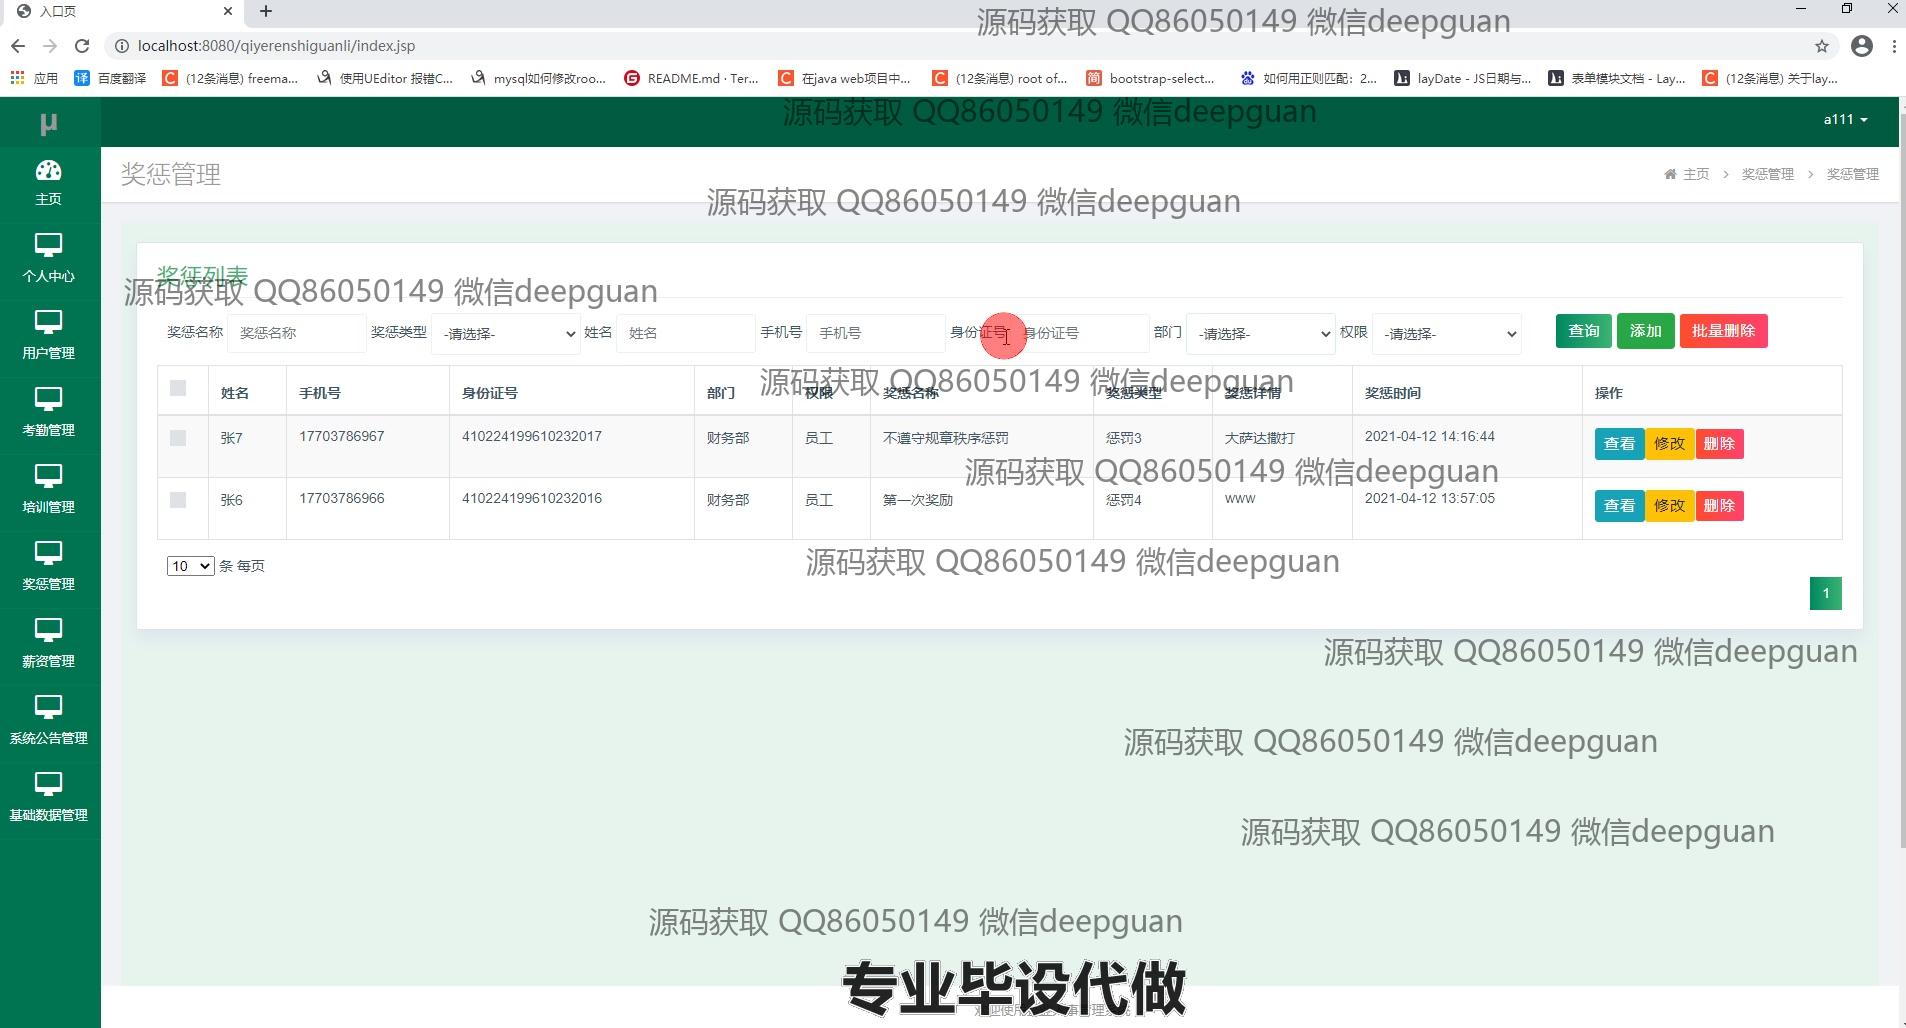 入口页
源码获取 QQ86050149 微信deepguan
localhost:8080/qiyerenshiguanli/index.jsp
应用 百度翻译 (12条消息) freema... 使用UEditor 报错C... mysql如何修改roo... README.md · Ter... 在java web项目中... (12条消息) root of... bootstrap-select... 如何用正则匹配：2... layDate - JS日期与... 表单模块文档 - Lay... (12条消息) 关于lay...
μ
源码获取 QQ86050149 微信deepguan
a111
主页
个人中心
用户管理
考勤管理
培训管理
奖惩管理
薪资管理
系统公告管理
基础数据管理
奖惩管理
主页 > 奖惩管理 > 奖惩管理
源码获取 QQ86050149 微信deepguan
奖惩列表
源码获取 QQ86050149 微信deepguan
奖惩名称 奖惩名称 奖惩类型 -请选择- 姓名 姓名 手机号 手机号 身份证号 身份证号 部门 -请选择- 权限 -请选择- 查询 添加 批量删除
源码获取 QQ86050149 微信deepguan
姓名 手机号 身份证号 部门 权限 奖惩名称 奖惩类型 奖惩详情 奖惩时间 操作
张7 17703786967 410224199610232017 财务部 员工 不遵守规章秩序惩罚 惩罚3 大萨达撒打 2021-04-12 14:16:44 查看 修改 删除
源码获取 QQ86050149 微信deepguan
张6 17703786966 410224199610232016 财务部 员工 第一次奖励 惩罚4 www 2021-04-12 13:57:05 查看 修改 删除
源码获取 QQ86050149 微信deepguan
10 条 每页
1
源码获取 QQ86050149 微信deepguan
源码获取 QQ86050149 微信deepguan
源码获取 QQ86050149 微信deepguan
源码获取 QQ86050149 微信deepguan
专业毕设代做